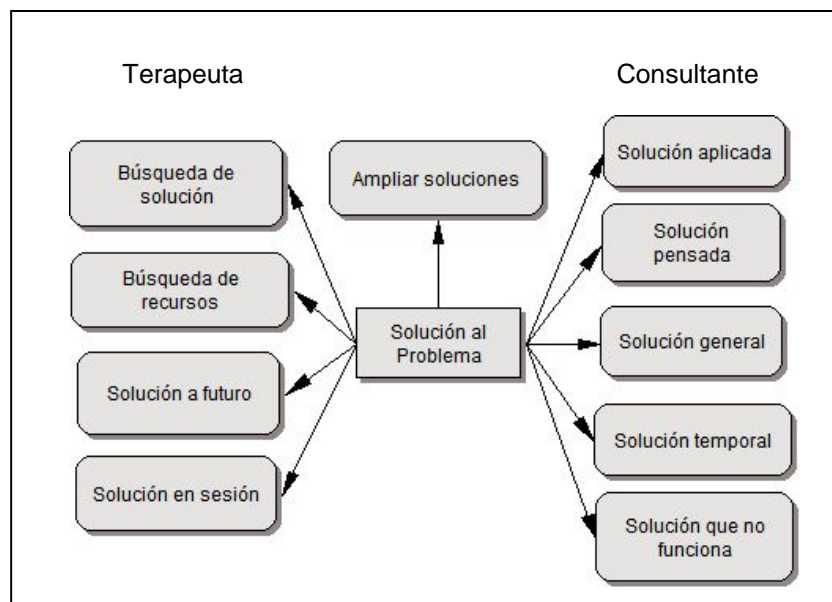 Terapeuta
Consultante
Búsqueda de
solución
Búsqueda de
recursos
Solución a futuro
Solución en sesión
Ampliar soluciones
Solución al
Problema
Solución aplicada
Solución
pensada
Solución general
Solución temporal
Solución que no
funciona